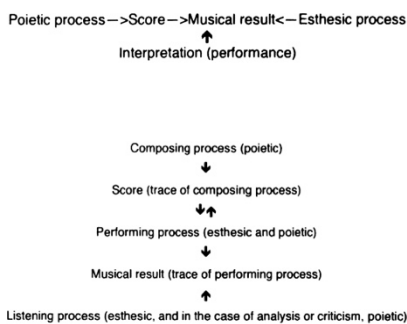 Poietic process—>Score—>Musical result<—Esthesic process
↑
Interpretation (performance)
Composing process (poietic)
↓
Score (trace of composing process)
↓↑
Performing process (esthesic and poietic)
↓
Musical result (trace of performing process)
↑
Listening process (esthesic, and in the case of analysis or criticism, poietic)